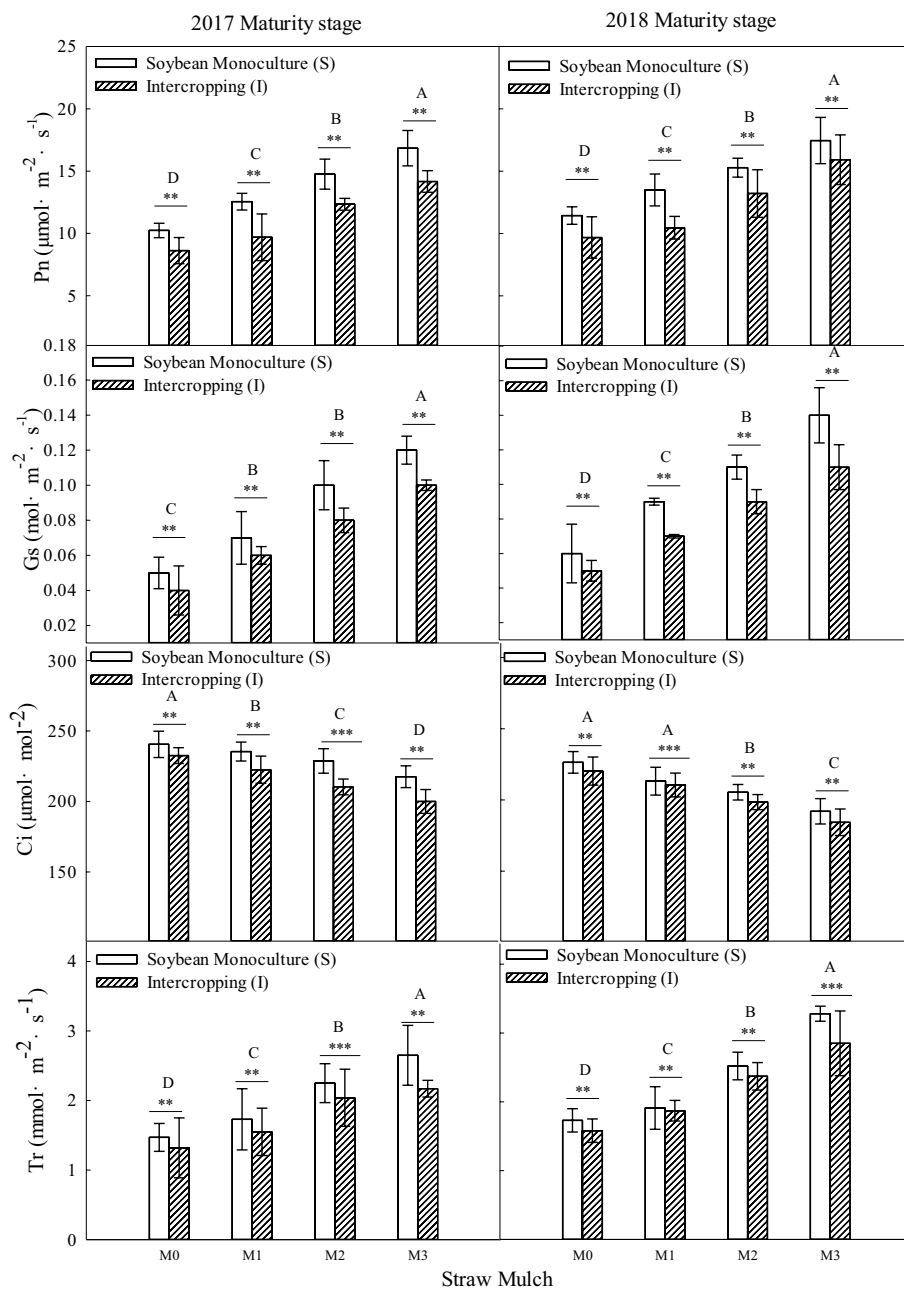 2017 Maturity stage
2018 Maturity stage
Pn (μmol· m⁻² · s⁻¹)
25
20
15
10
5
Soybean Monoculture (S)
Intercropping (I)
D
**
C
**
B
**
A
**
Soybean Monoculture (S)
Intercropping (I)
D
**
C
**
B
**
A
**
Gs (mol· m⁻² · s⁻¹)
0.18
0.16
0.14
0.12
0.10
0.08
0.06
0.04
0.02
Soybean Monoculture (S)
Intercropping (I)
C
**
B
**
B
**
A
**
Soybean Monoculture (S)
Intercropping (I)
D
**
C
**
B
**
A
**
Ci (μmol· mol⁻²)
300
250
200
150
Soybean Monoculture (S)
Intercropping (I)
A
**
B
**
C
***
D
**
Soybean Monoculture (S)
Intercropping (I)
A
**
A
***
B
**
C
**
Tr (mmol· m⁻² · s⁻¹)
4
3
2
1
0
Soybean Monoculture (S)
Intercropping (I)
D
**
C
**
B
***
A
**
Soybean Monoculture (S)
Intercropping (I)
D
**
C
**
B
**
A
***
M0 M1 M2 M3
M0 M1 M2 M3
Straw Mulch